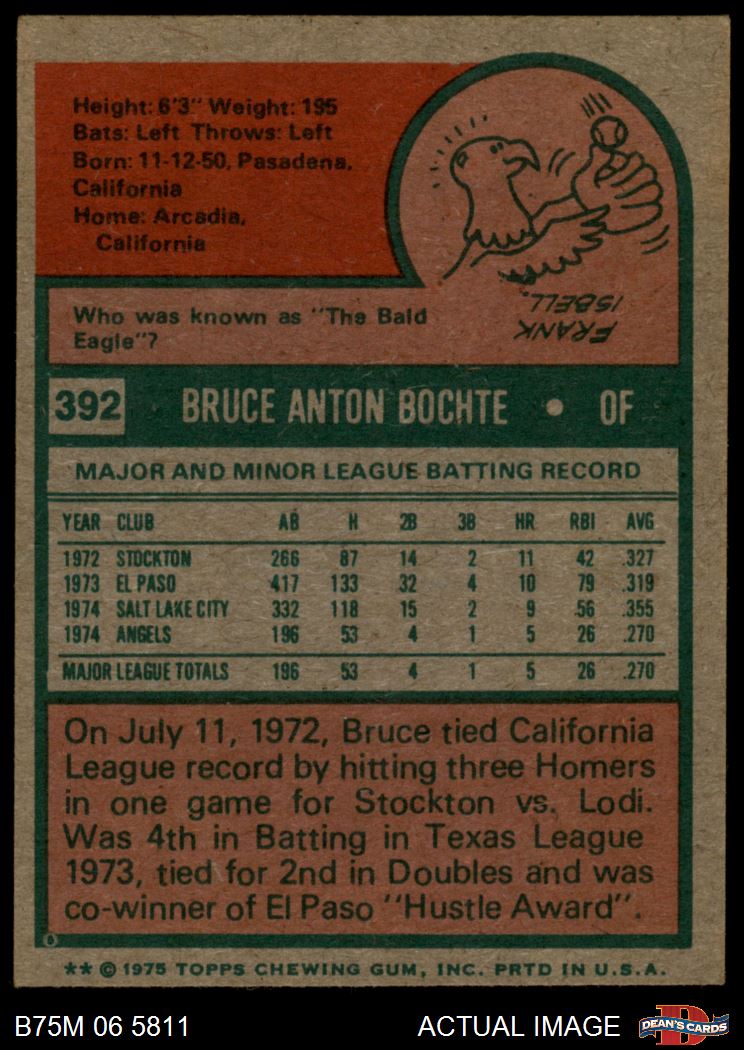 Height: 6'3" Weight: 195
Bats: Left Throws: Left
Born: 11-12-50, Pasadena,
California
Home: Arcadia,
California
Who was known as "The Bald
Eagle"?
FRANK
ISBELL.
392 BRUCE ANTON BOCHTE • OF
MAJOR AND MINOR LEAGUE BATTING RECORD
YEAR CLUB AB H 2B 3B HR RBI AVG
1972 STOCKTON 266 87 14 2 11 42 .327
1973 EL PASO 417 133 32 4 10 79 .319
1974 SALT LAKE CITY 332 118 15 2 9 56 .355
1974 ANGELS 196 53 4 1 5 26 .270
MAJOR LEAGUE TOTALS 196 53 4 1 5 26 .270
On July 11, 1972, Bruce tied California
League record by hitting three Homers
in one game for Stockton vs. Lodi.
Was 4th in Batting in Texas League
1973, tied for 2nd in Doubles and was
co-winner of El Paso "Hustle Award".
** © 1975 TOPPS CHEWING GUM, INC. PRTD IN U.S.A.
B75M 06 5811 ACTUAL IMAGE
D
DEAN'S CARDS